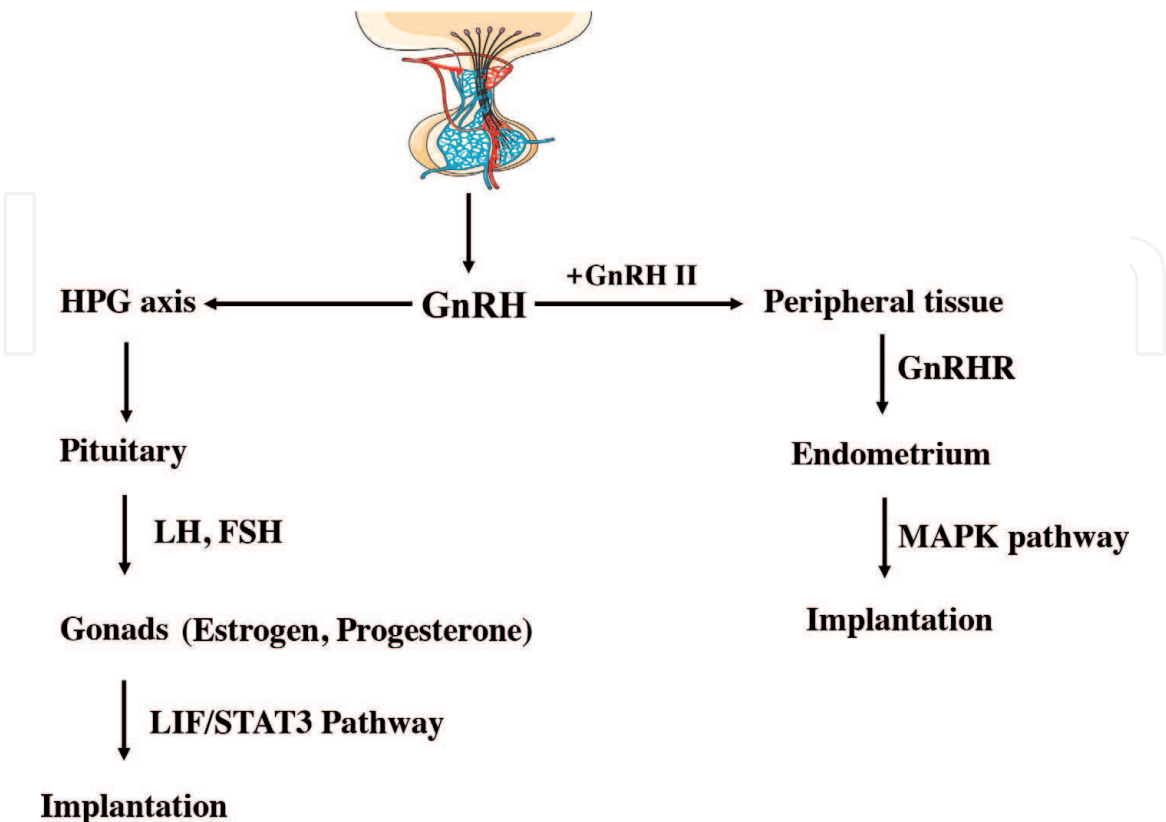 +GnRH II
HPG axis
GnRH
Peripheral tissue
GnRHR
Pituitary
Endometrium
LH, FSH
MAPK pathway
Gonads (Estrogen, Progesterone)
Implantation
LIF/STAT3 Pathway
Implantation